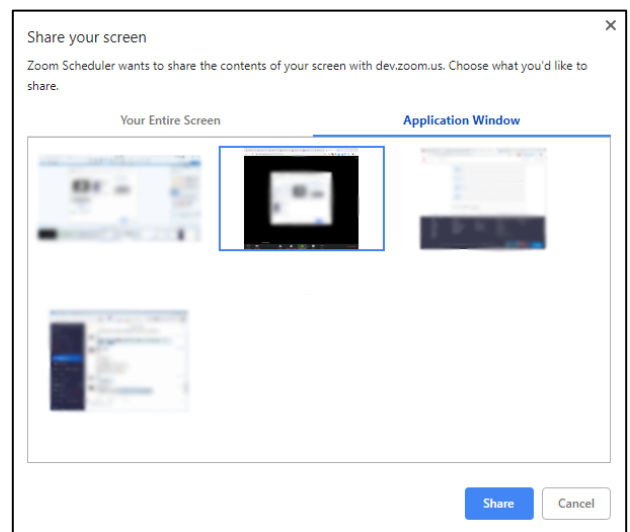 Share your screen
Zoom Scheduler wants to share the contents of your screen with dev.zoom.us. Choose what you'd like to
share.
Your Entire Screen
Application Window
Share
Cancel